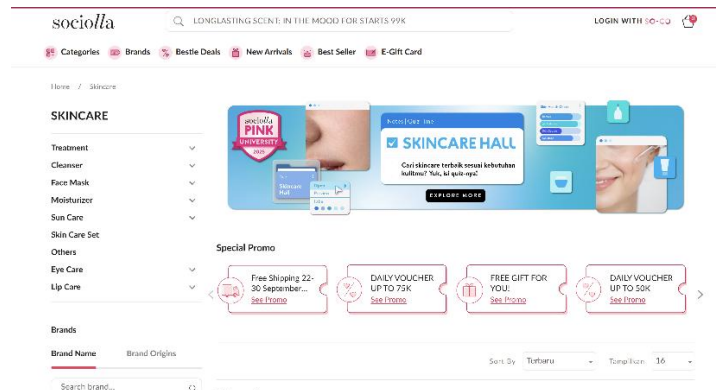 sociolla
LONGLASTING SCENT: IN THE MOOD FOR STARTS 99K
LOGIN WITH SO-CO
Categories
Brands
Bestie Deals
New Arrivals
Best Seller
E-Gift Card
Home / Skincare
SKINCARE
Treatment
Cleanser
Face Mask
Moisturizer
Sun Care
Skin Care Set
Others
Eye Care
Lip Care
Brands
Brand Name
Brand Origins
Search brand...
sociolla
PINK
UNIVERSITY
2025
Skincare
Hall
SKINCARE HALL
Cari skincare terbaik sesuai kebutuhan
kulitmu? Yuk, isi quiz-nya!
EXPLORE MORE
Special Promo
Free Shipping 22-
30 September...
See Promo
DAILY VOUCHER
UP TO 75K
See Promo
FREE GIFT FOR
YOU!
See Promo
DAILY VOUCHER
UP TO 50K
See Promo
Sort By Terbaru
Tampilkan 16